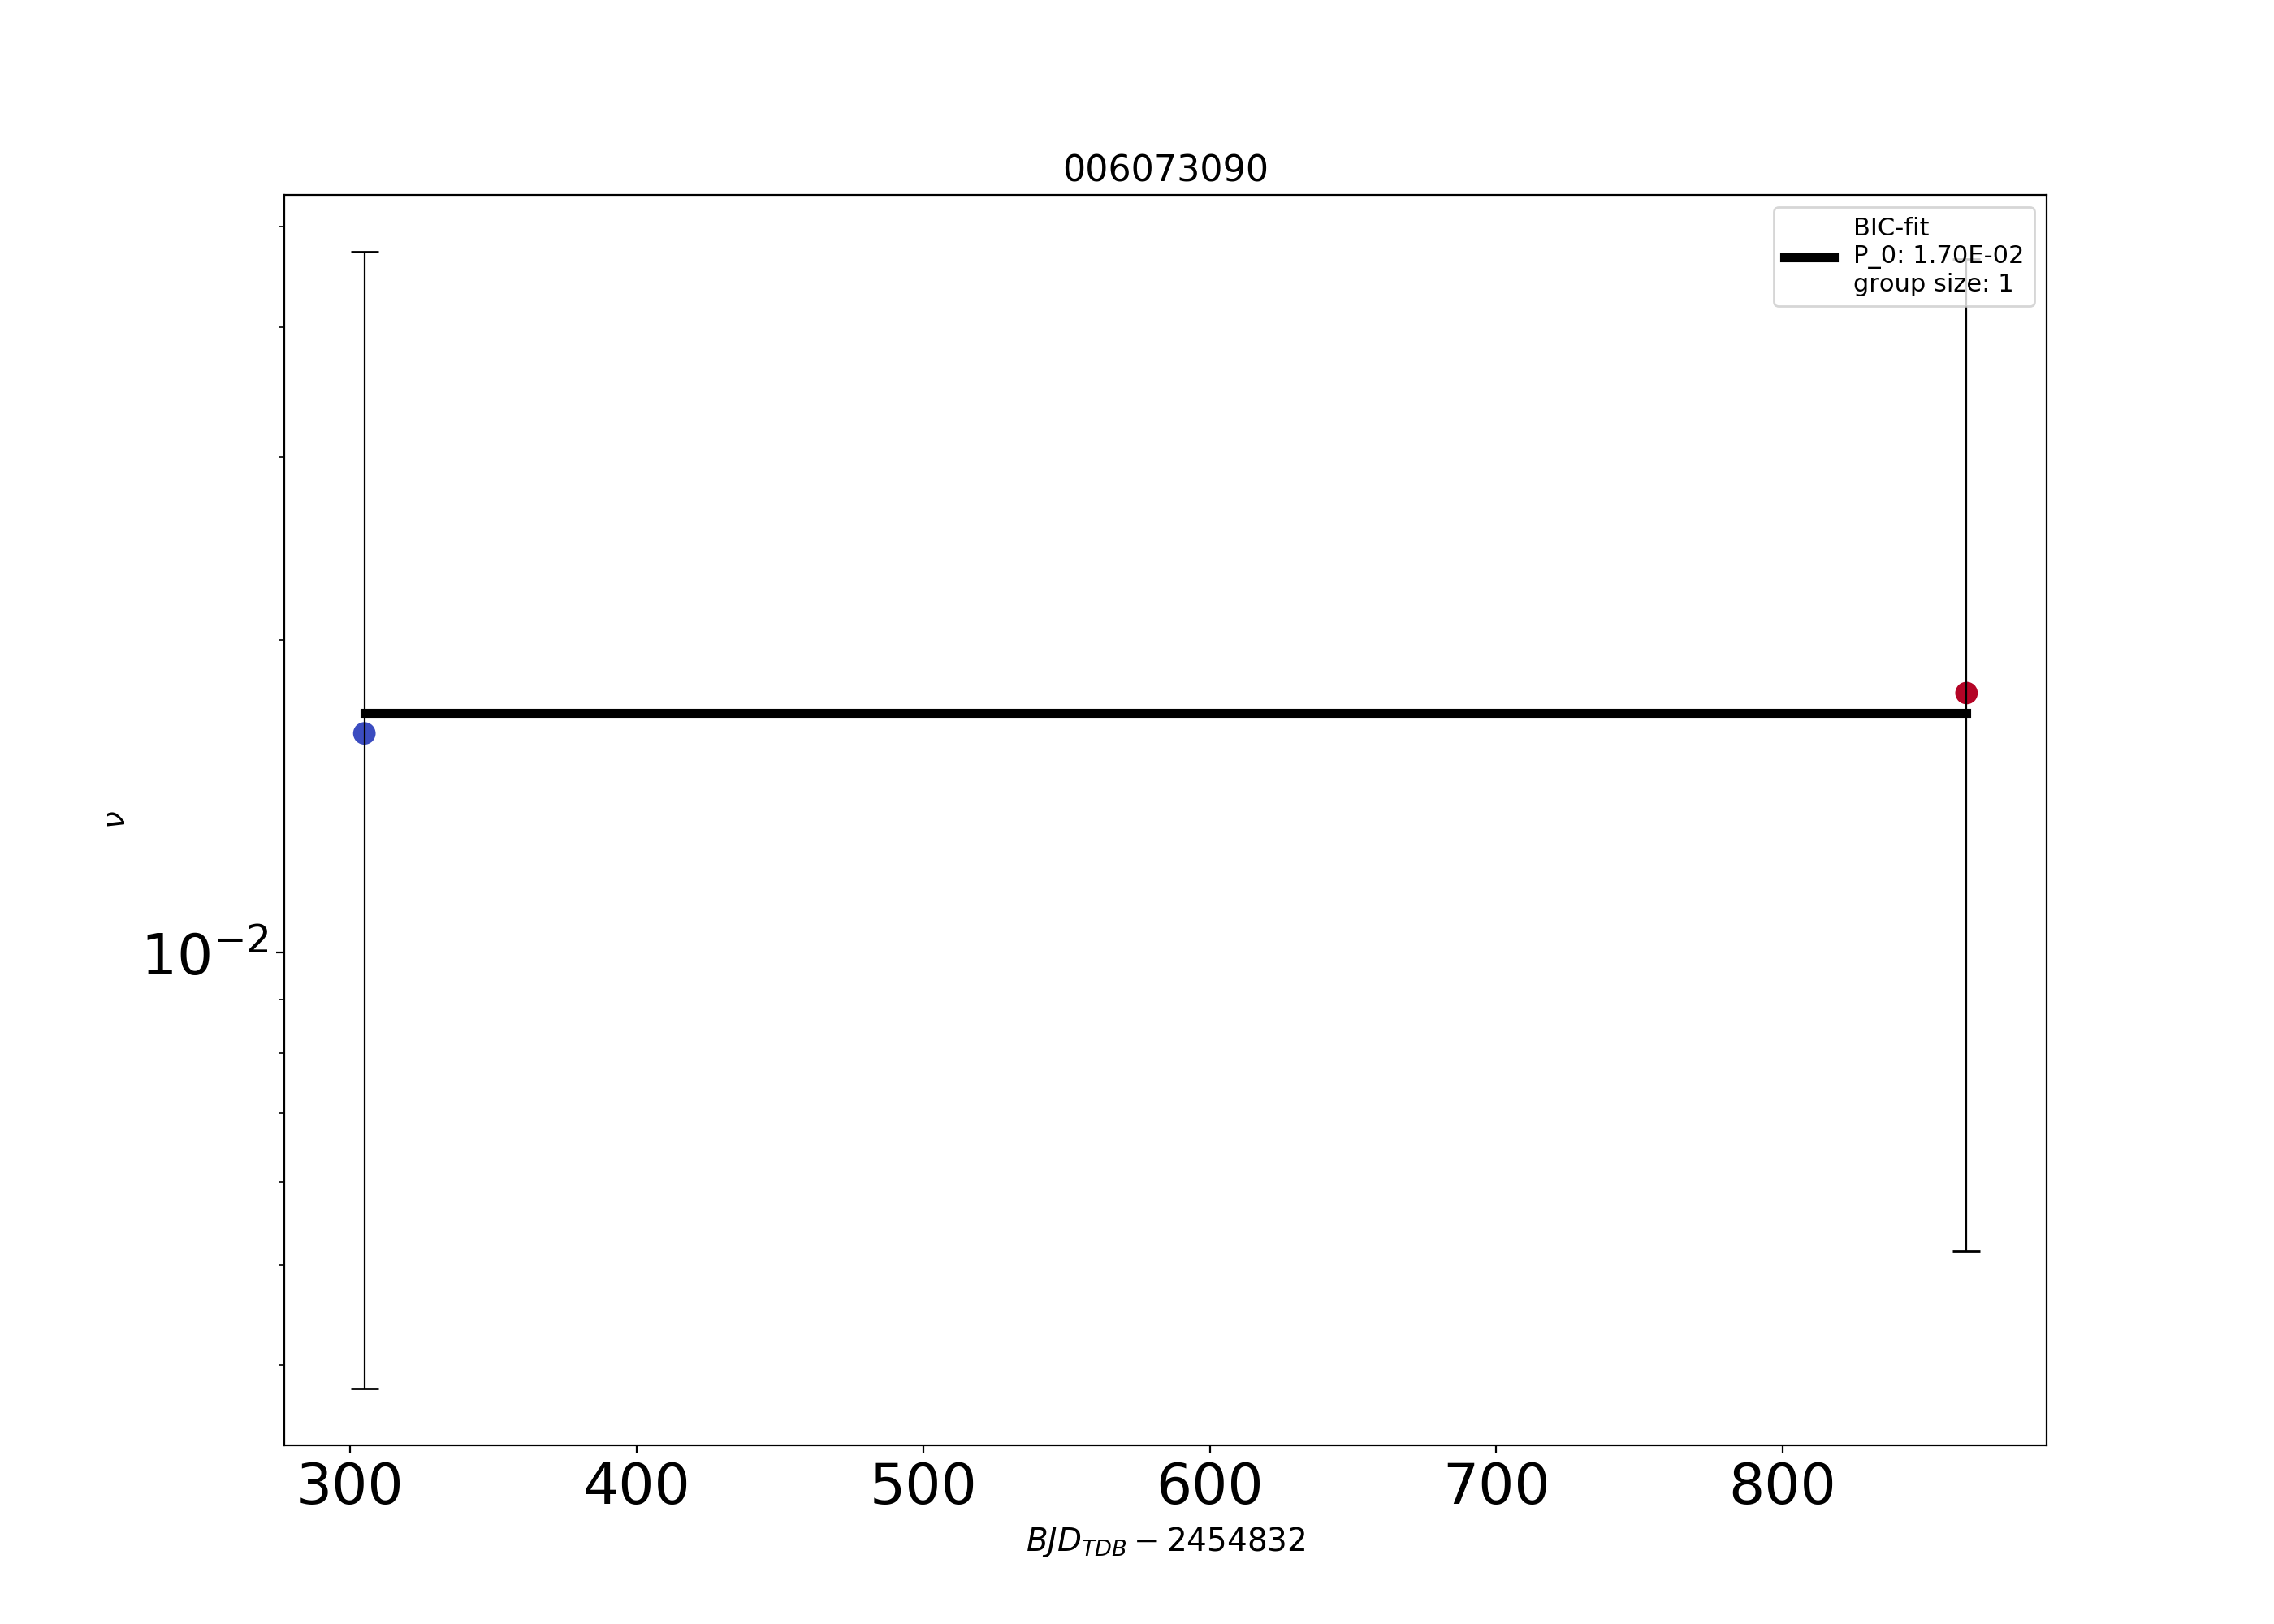 006073090
BIC-fit
P_0: 1.70E-02
group size: 1
ν
10⁻²
300 400 500 600 700 800
BJD_TDB − 2454832